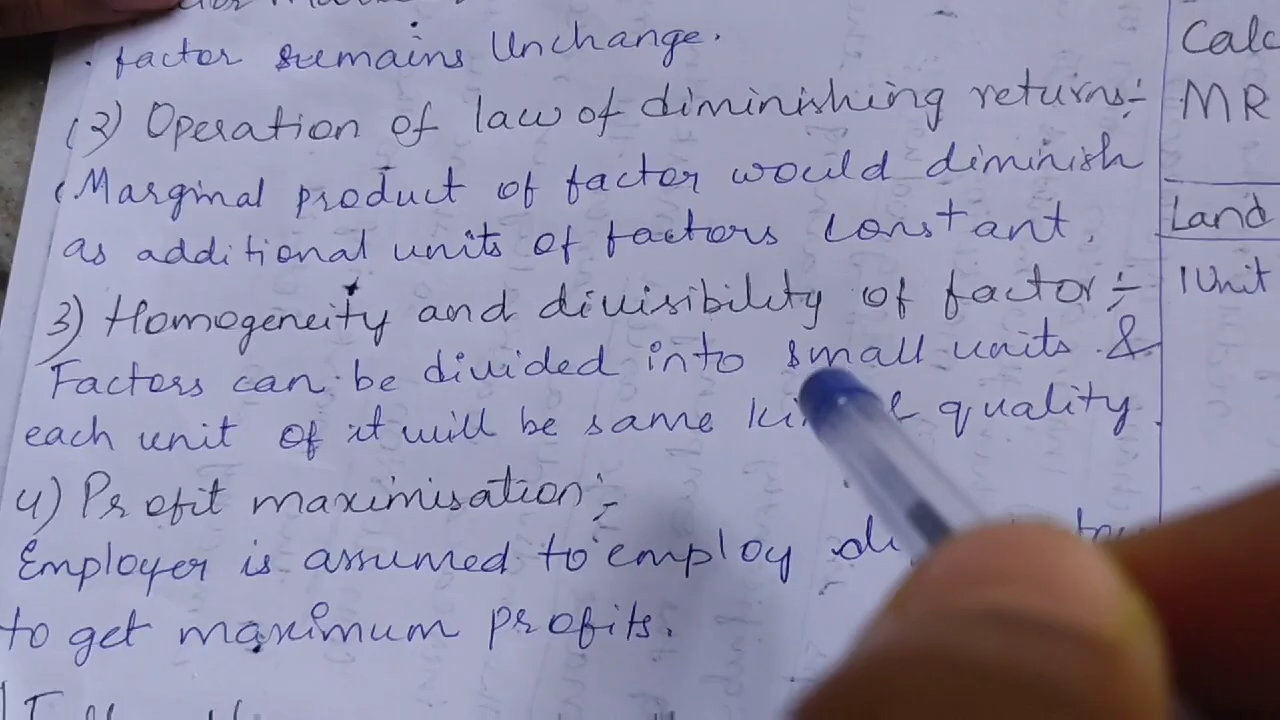 factor remains Unchange.
(2) Operation of law of diminishing returns:-
Marginal product of factor would diminish
as additional units of factors constant.
3) Homogeneity and divisibility of factor:-
Factors can be divided into small units &
each unit of it will be same quality
4) Profit maximisation:-
Employer is assumed to employ
to get maximum profits.
Calc
MR
Land
1 Unit